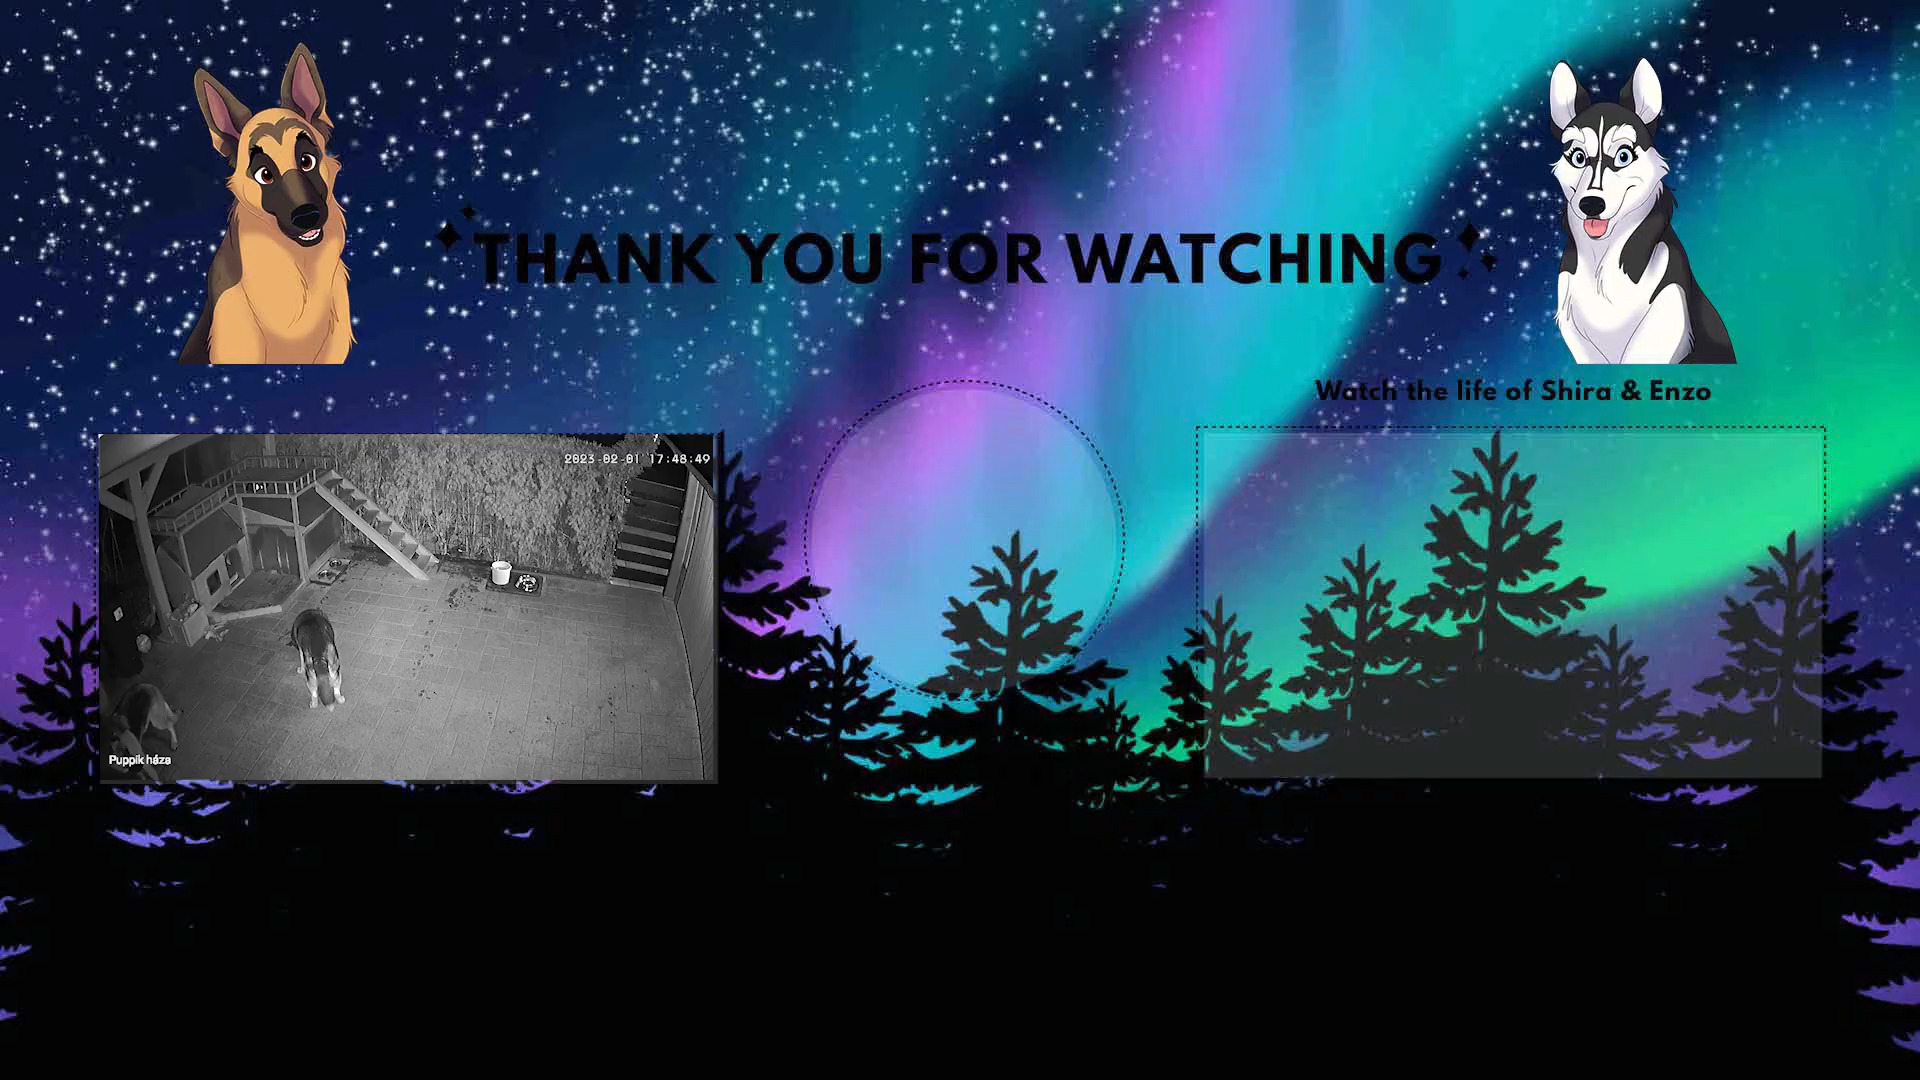 THANK YOU FOR WATCHING
Watch the life of Shira & Enzo
2023-02-01 17:48:49
Puppik háza